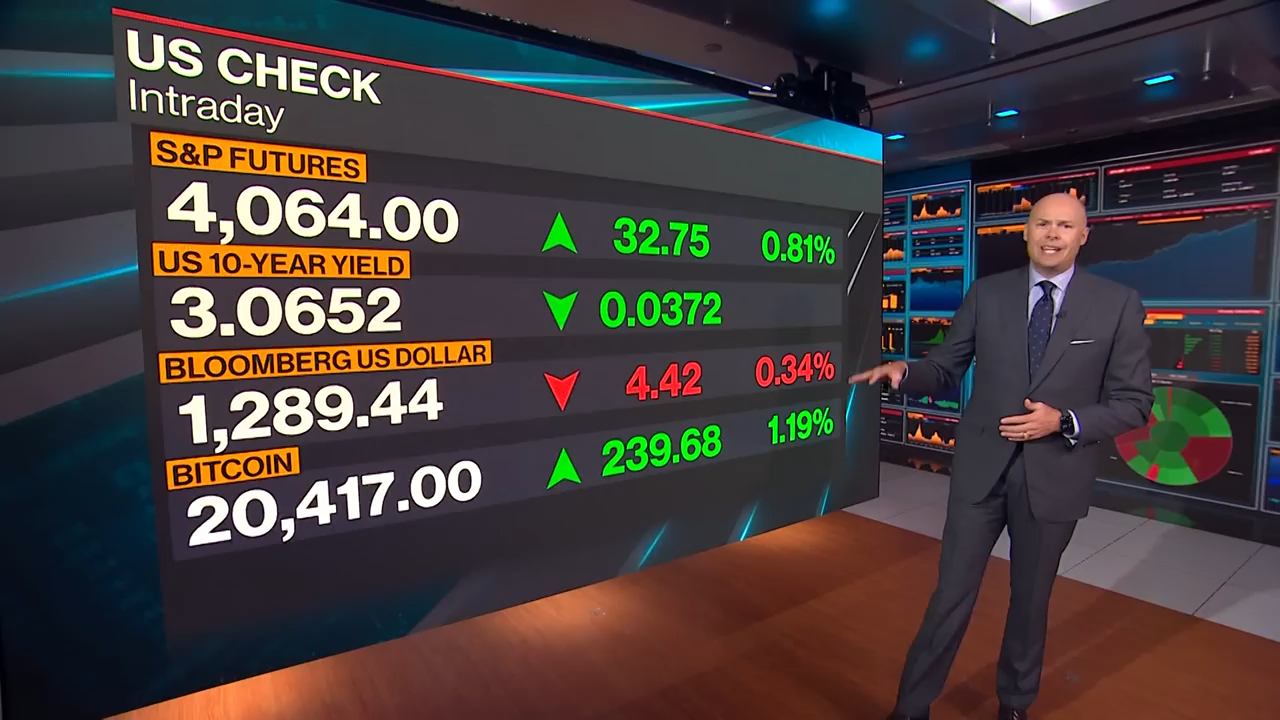 US CHECK
Intraday
S&P FUTURES
4,064.00 32.75 0.81%
US 10-YEAR YIELD
3.0652 0.0372
BLOOMBERG US DOLLAR
1,289.44 4.42 0.34%
BITCOIN
20,417.00 239.68 1.19%